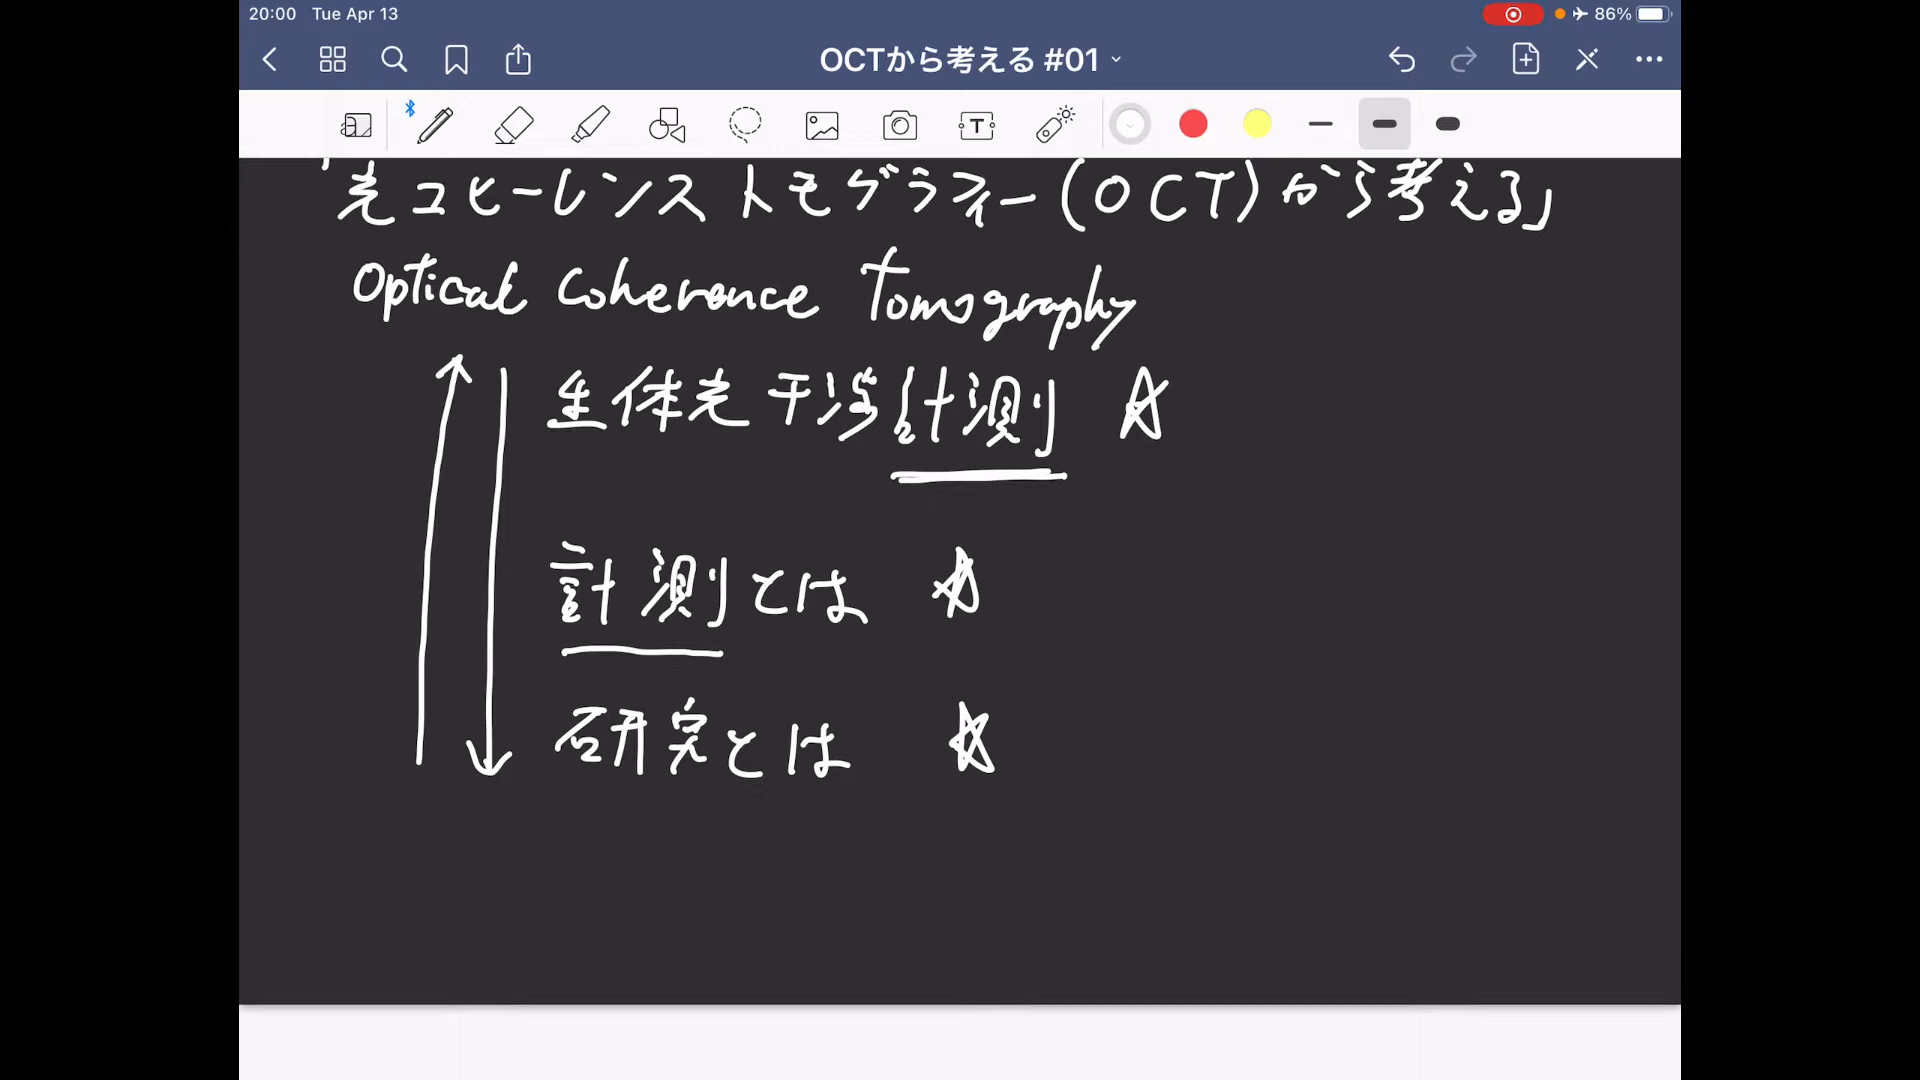 20:00 Tue Apr 13 86%
OCTから考える #01
「光コヒーレンストモグラフィー(OCT)から考える」
Optical Coherence Tomography
生体光干渉計測 ☆
計測とは ☆
研究とは ☆